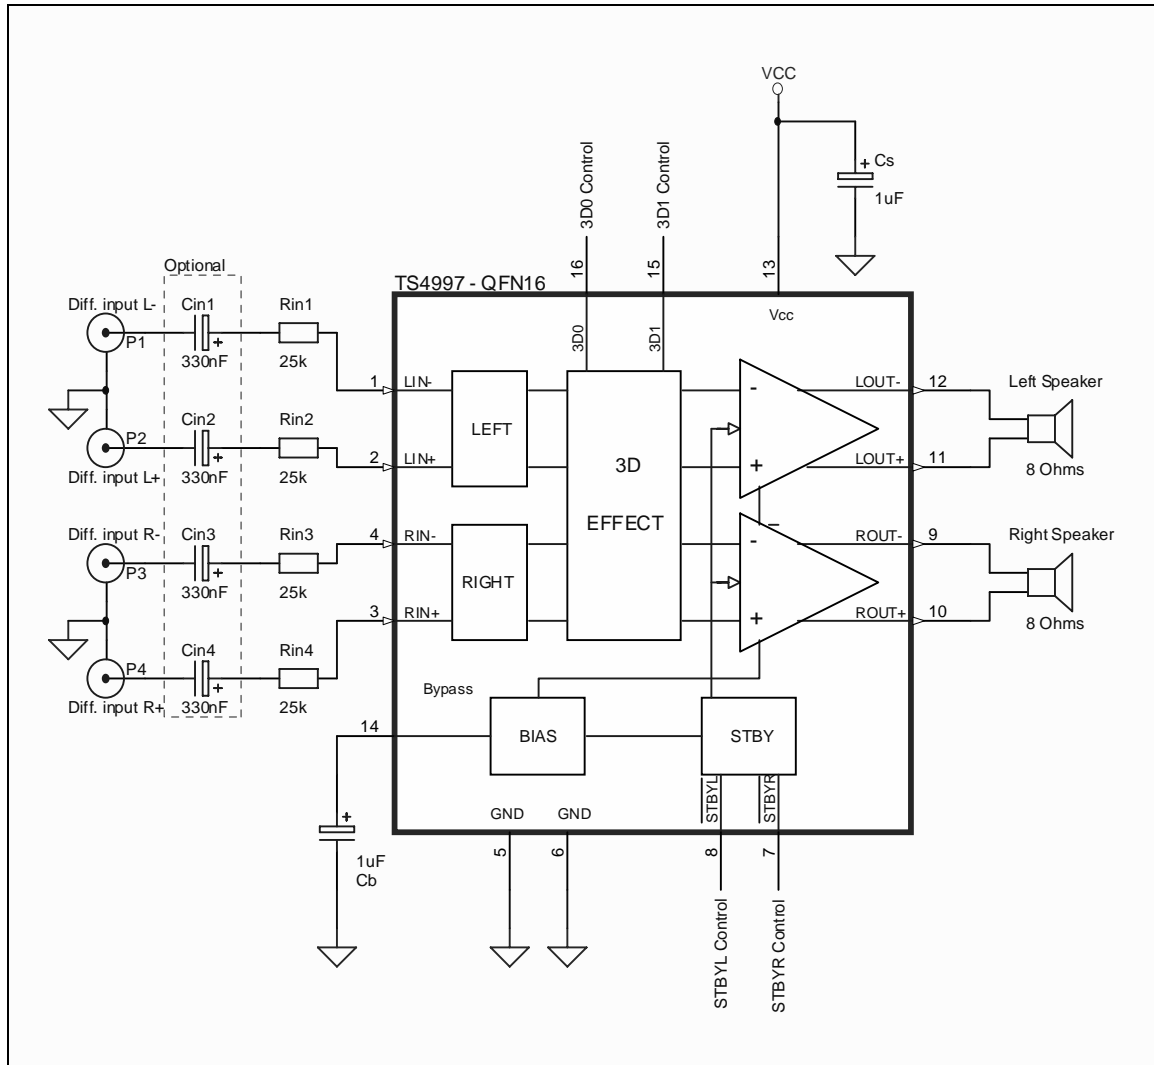 VCC
+ Cs
1uF
3D0 Control
3D1 Control
16
15
13
Optional
TS4997 - QFN16
Vcc
3D0
3D1
Diff. input L-
P1
Cin1
+
330nF
Rin1
25k
1
LIN-
P2
Diff. input L+
Cin2
+
330nF
Rin2
25k
2
LIN+
LEFT
3D
EFFECT
-
+
LOUT-
12
LOUT+
11
Left Speaker
8 Ohms
Diff. input R-
P3
Cin3
+
330nF
Rin3
25k
4
RIN-
P4
Diff. input R+
Cin4
+
330nF
Rin4
25k
3
RIN+
RIGHT
-
+
ROUT-
9
ROUT+
10
Right Speaker
8 Ohms
Bypass
14
BIAS
STBY
STBYL
STBYR
GND
GND
5
6
8
7
+
1uF
Cb
STBYL Control
STBYR Control